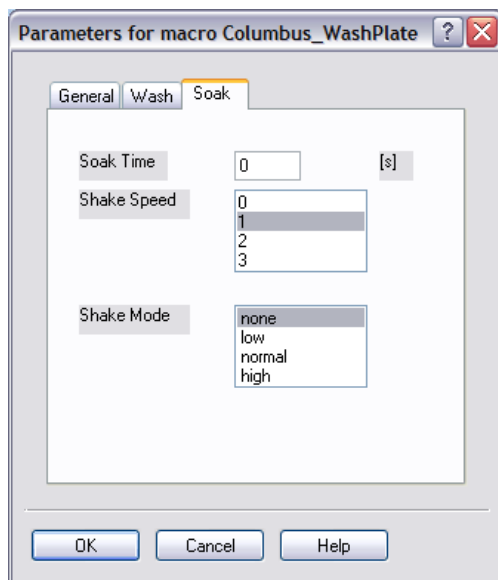 Parameters for macro Columbus_WashPlate ? X
General Wash Soak
Soak Time 0 [s]
Shake Speed 0
1
2
3
Shake Mode none
low
normal
high
OK Cancel Help